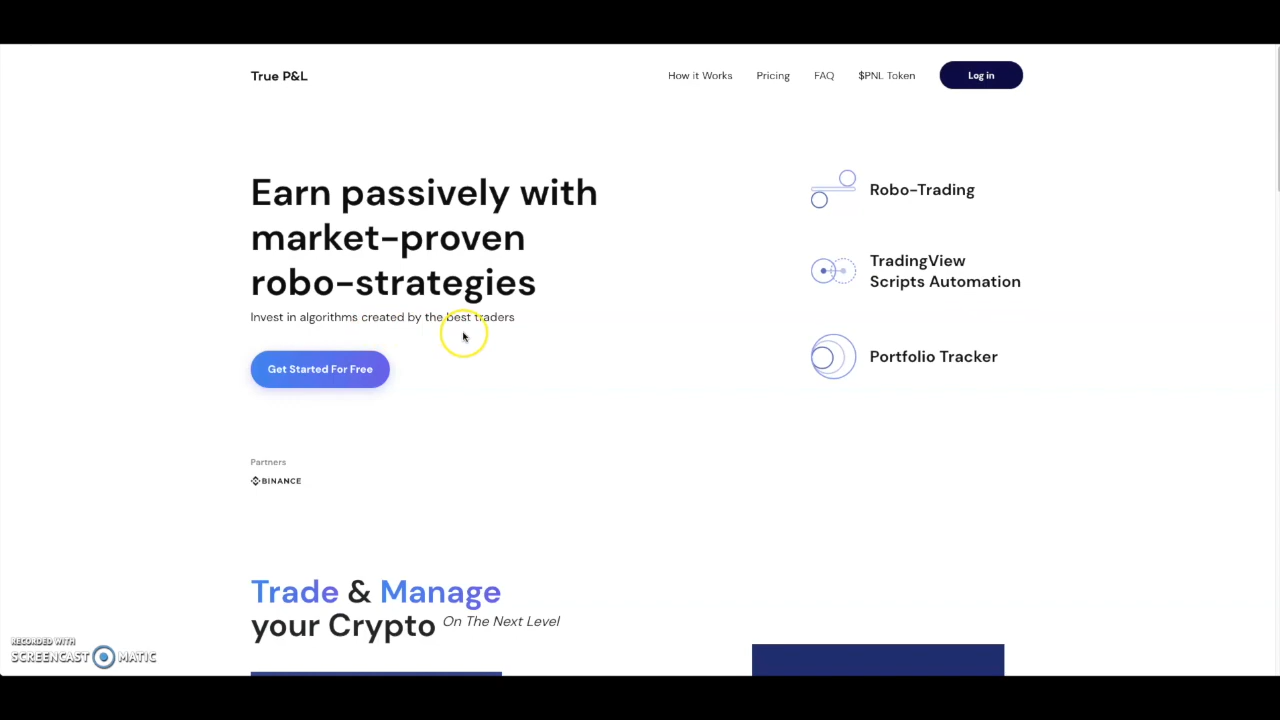 True P&L
How it Works
Pricing
FAQ
$PNL Token
Log in
Earn passively with
market-proven
robo-strategies
Invest in algorithms created by the best traders
Get Started For Free
Robo-Trading
TradingView
Scripts Automation
Portfolio Tracker
Partners
BINANCE
Trade & Manage
your Crypto On The Next Level
RECORDED WITH
SCREENCAST MATIC